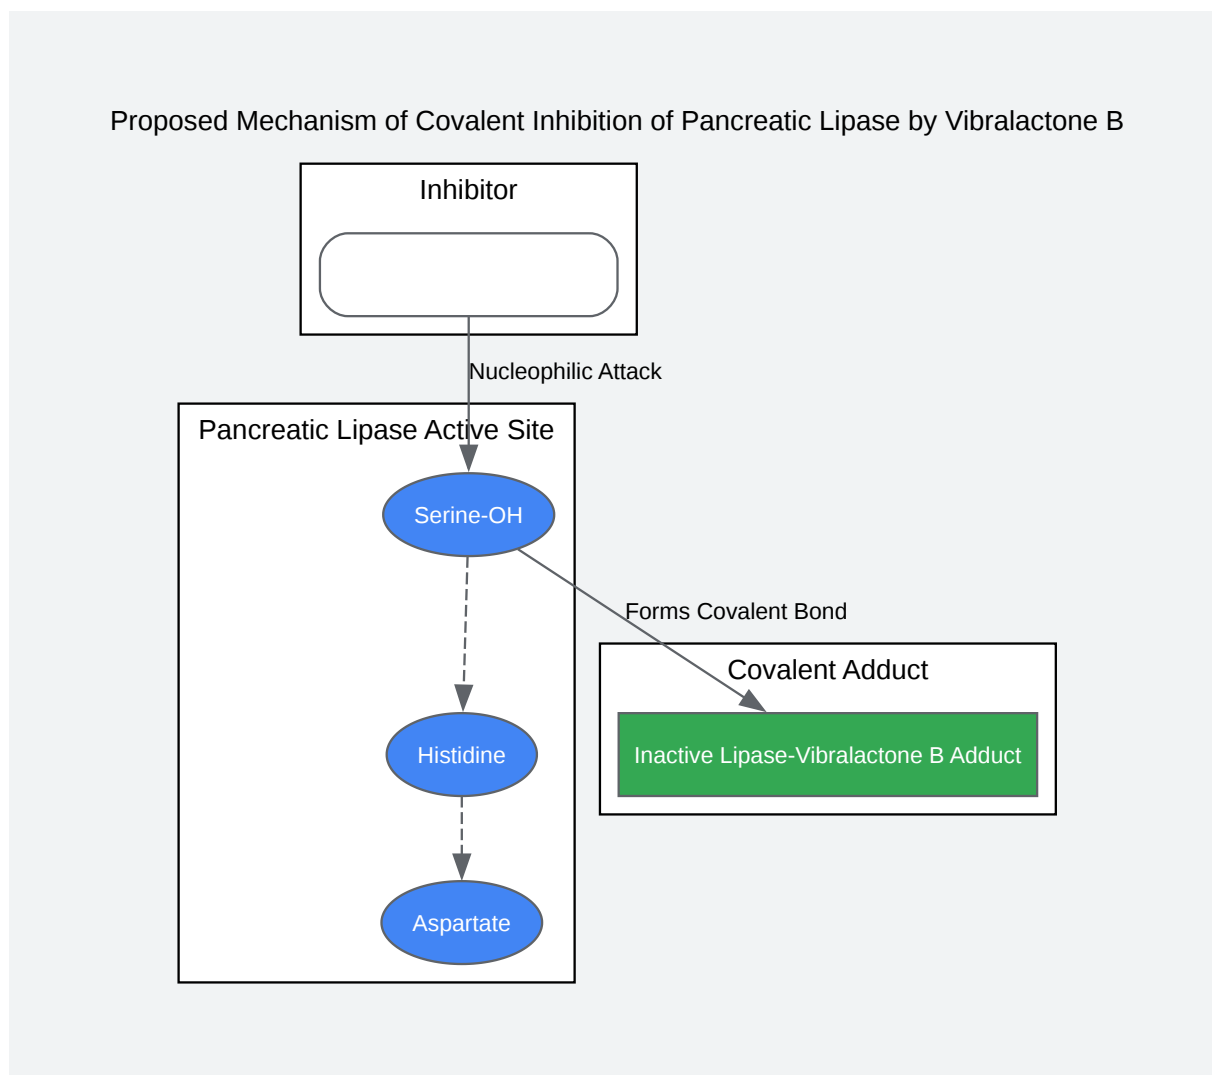 Proposed Mechanism of Covalent Inhibition of Pancreatic Lipase by Vibralactone B
Inhibitor
Nucleophilic Attack
Pancreatic Lipase Active Site
Serine-OH
Forms Covalent Bond
Covalent Adduct
Histidine
Inactive Lipase-Vibralactone B Adduct
Aspartate